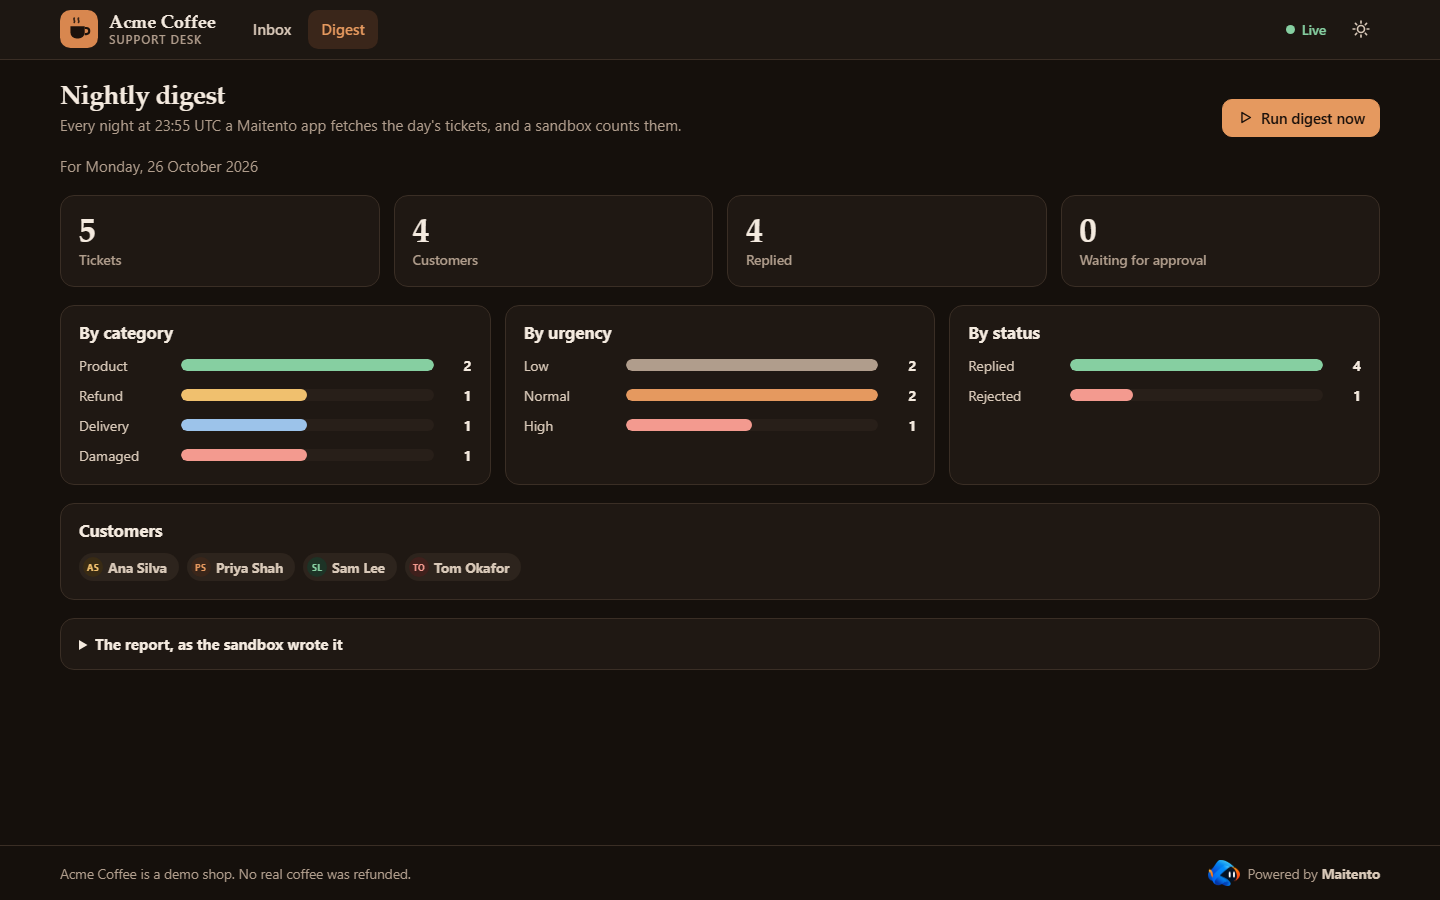 Acme Coffee
SUPPORT DESK
Inbox
Digest
Live
Nightly digest
Every night at 23:55 UTC a Maitento app fetches the day's tickets, and a sandbox counts them.
Run digest now
For Monday, 26 October 2026
5
Tickets
4
Customers
4
Replied
0
Waiting for approval
By category
Product 2
Refund 1
Delivery 1
Damaged 1
By urgency
Low 2
Normal 2
High 1
By status
Replied 4
Rejected 1
Customers
AS Ana Silva
PS Priya Shah
SL Sam Lee
TO Tom Okafor
The report, as the sandbox wrote it
Acme Coffee is a demo shop. No real coffee was refunded.
Powered by Maitento